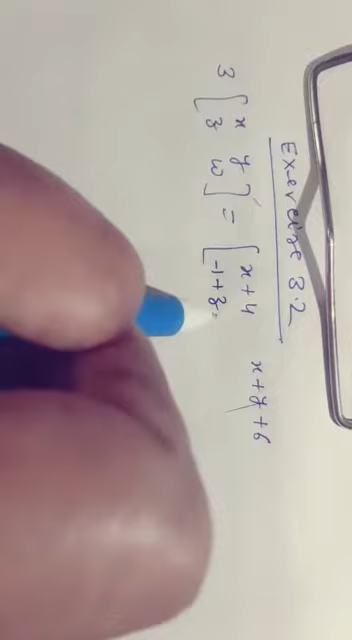 Exercise 3.2
3 [ x y ] = [ x+4 x+y+6
[ z w ] [ -1+z